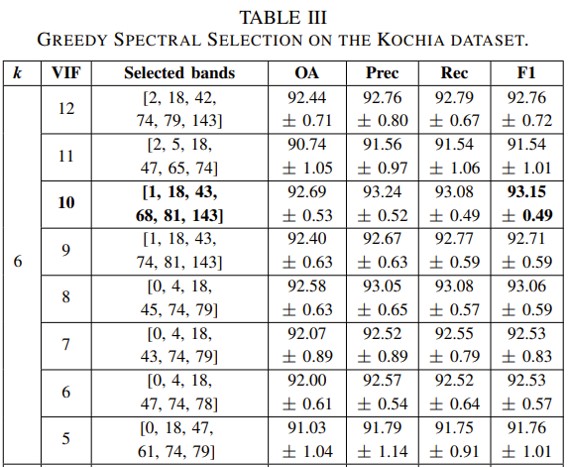 TABLE III
GREEDY SPECTRAL SELECTION ON THE KOCHIA DATASET.
k VIF Selected bands OA Prec Rec F1
6
12 [2, 18, 42, 92.44 92.76 92.79 92.76
74, 79, 143] ± 0.71 ± 0.80 ± 0.67 ± 0.72
11 [2, 5, 18, 90.74 91.56 91.54 91.54
47, 65, 74] ± 1.05 ± 0.97 ± 1.06 ± 1.01
10 [1, 18, 43, 92.69 93.24 93.08 93.15
68, 81, 143] ± 0.53 ± 0.52 ± 0.49 ± 0.49
9 [1, 18, 43, 92.40 92.67 92.77 92.71
74, 81, 143] ± 0.63 ± 0.63 ± 0.59 ± 0.59
8 [0, 4, 18, 92.58 93.05 93.08 93.06
45, 74, 79] ± 0.63 ± 0.65 ± 0.57 ± 0.59
7 [0, 4, 18, 92.07 92.52 92.55 92.53
43, 74, 79] ± 0.89 ± 0.89 ± 0.79 ± 0.83
6 [0, 4, 18, 92.00 92.57 92.52 92.53
47, 74, 78] ± 0.61 ± 0.54 ± 0.64 ± 0.57
5 [0, 18, 47, 91.03 91.79 91.75 91.76
61, 74, 79] ± 1.04 ± 1.14 ± 0.91 ± 1.01